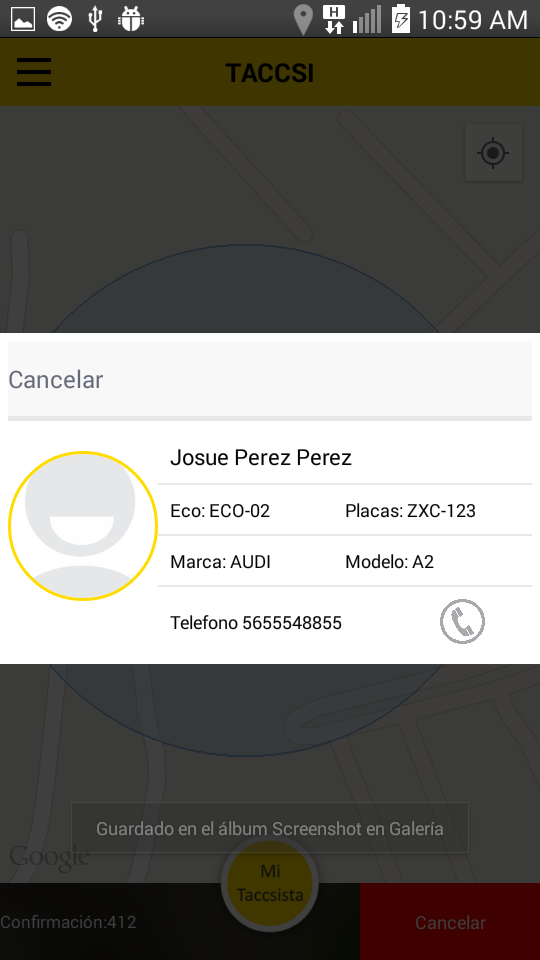 H
10:59 AM
TACCSI
Cancelar
Josue Perez Perez
Eco: ECO-02 Placas: ZXC-123
Marca: AUDI Modelo: A2
Telefono 5655548855
Guardado en el álbum Screenshot en Galería
Google
Mi
Taccsista
Confirmación:412
Cancelar